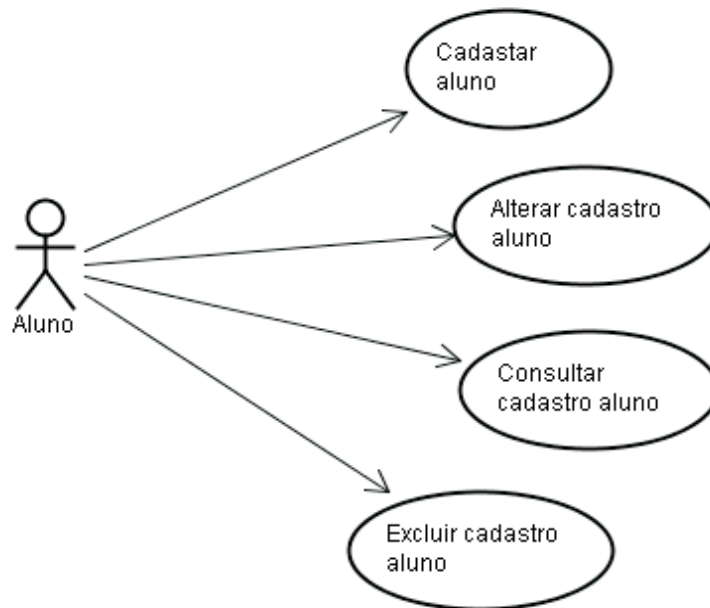 Cadastar
aluno
Alterar cadastro
aluno
Aluno
Consultar
cadastro aluno
Excluir cadastro
aluno